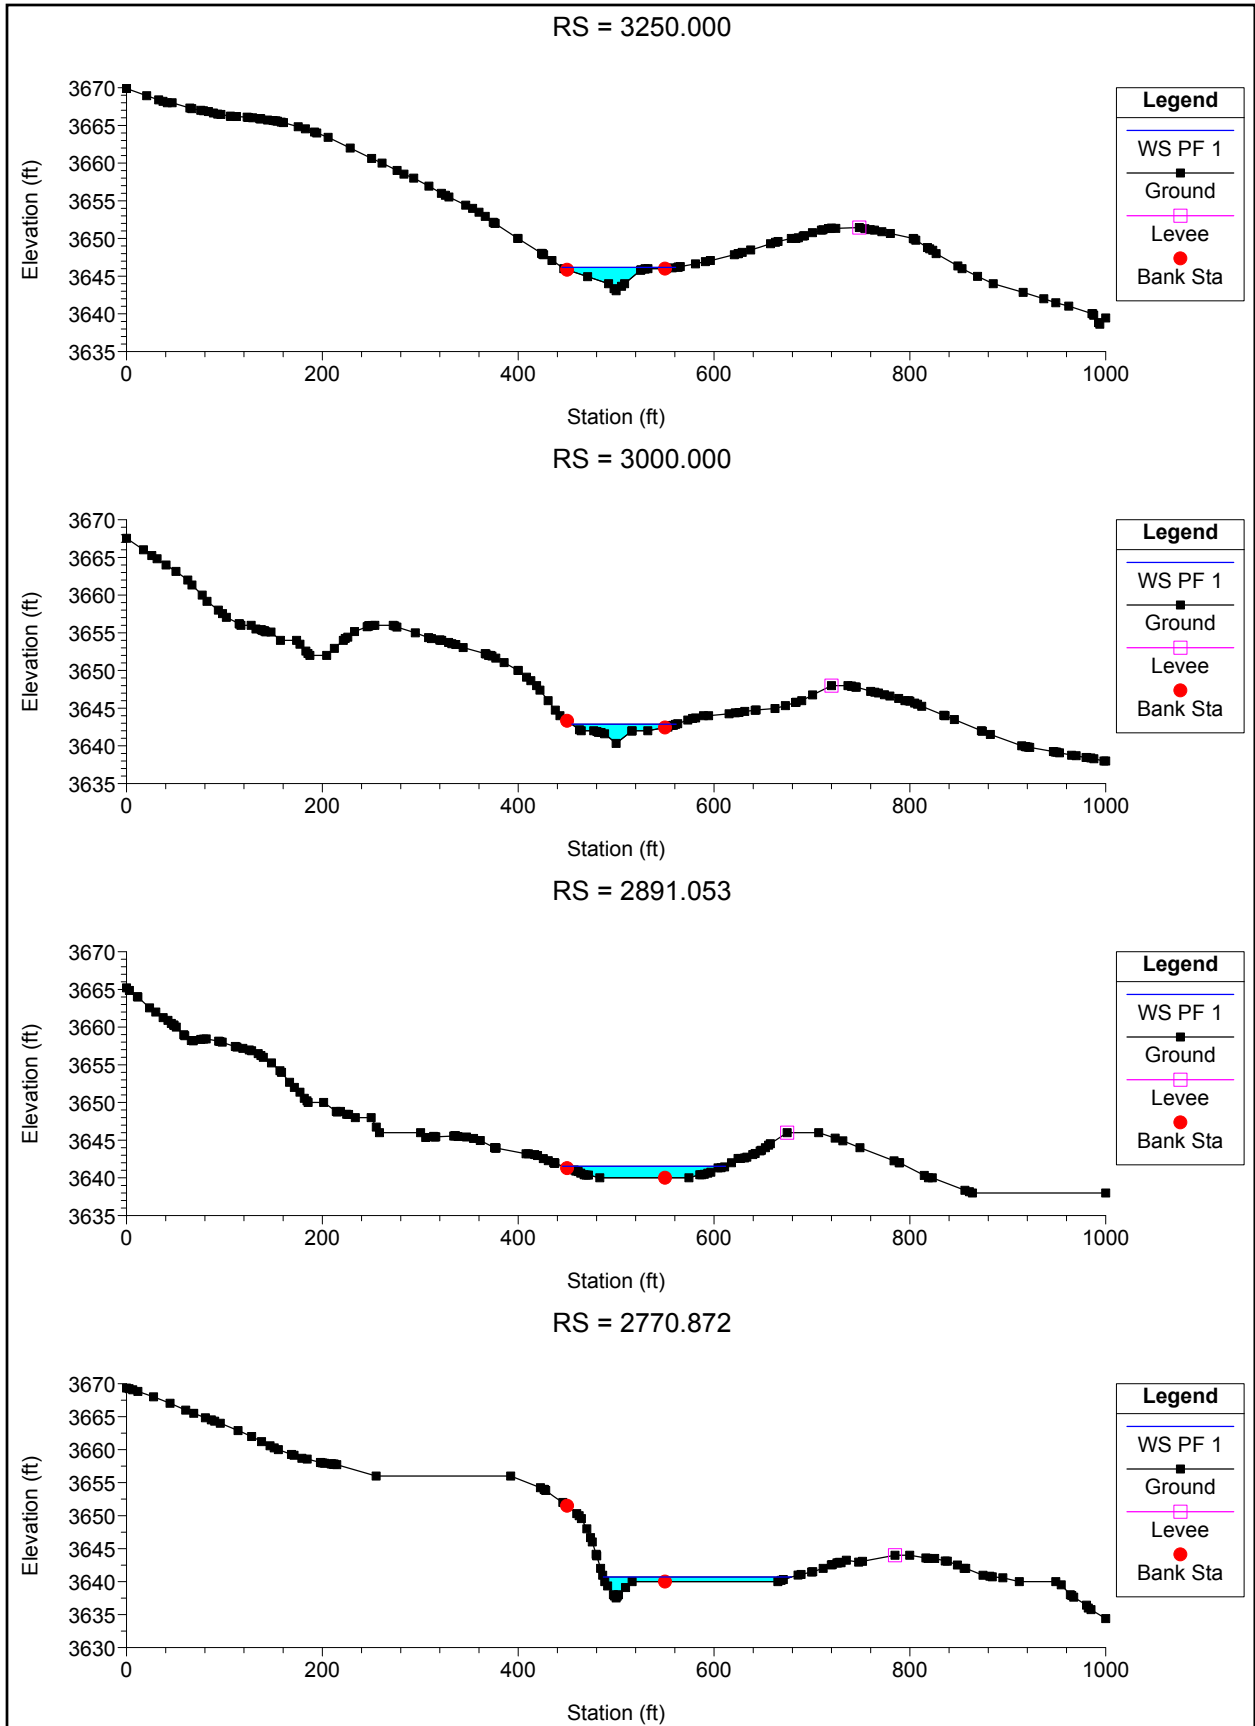 RS = 3250.000
3670
3665
3660
3655
3650
3645
3640
3635
Elevation (ft)
0 200 400 600 800 1000
Station (ft)
Legend
WS PF 1
Ground
Levee
Bank Sta
RS = 3000.000
3670
3665
3660
3655
3650
3645
3640
3635
Elevation (ft)
0 200 400 600 800 1000
Station (ft)
Legend
WS PF 1
Ground
Levee
Bank Sta
RS = 2891.053
3670
3665
3660
3655
3650
3645
3640
3635
Elevation (ft)
0 200 400 600 800 1000
Station (ft)
Legend
WS PF 1
Ground
Levee
Bank Sta
RS = 2770.872
3670
3665
3660
3655
3650
3645
3640
3635
3630
Elevation (ft)
0 200 400 600 800 1000
Station (ft)
Legend
WS PF 1
Ground
Levee
Bank Sta